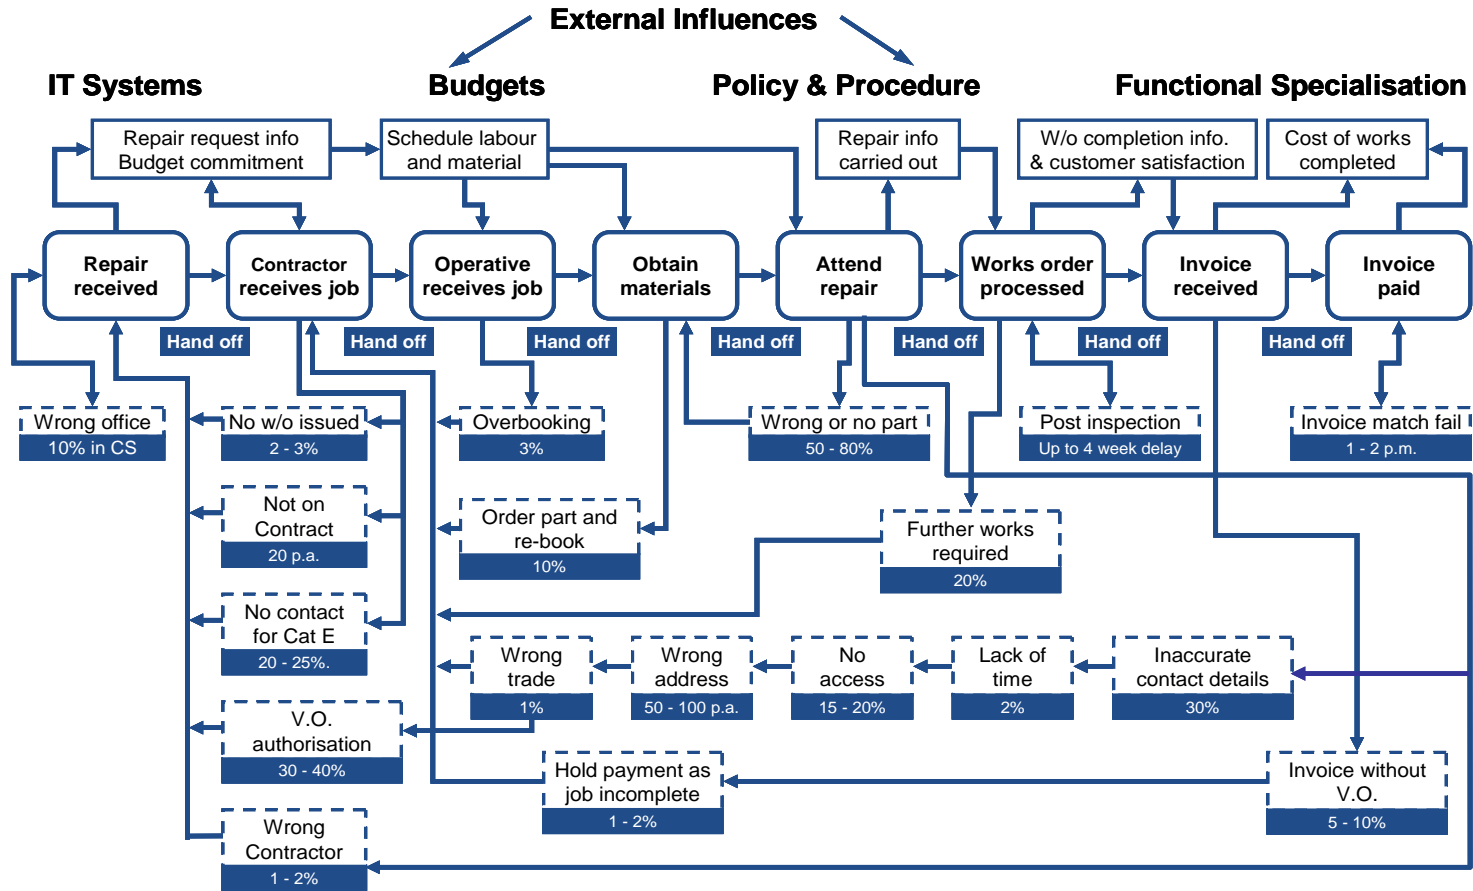 External Influences
IT Systems
Budgets
Policy & Procedure
Functional Specialisation
Repair request info
Budget commitment
Schedule labour
and material
Repair info
carried out
W/o completion info.
& customer satisfaction
Cost of works
completed
Repair
received
Contractor
receives job
Operative
receives job
Obtain
materials
Attend
repair
Works order
processed
Invoice
received
Invoice
paid
Hand off
Hand off
Hand off
Hand off
Hand off
Hand off
Hand off
Wrong office
10% in CS
No w/o issued
2 - 3%
Overbooking
3%
Wrong or no part
50 - 80%
Post inspection
Up to 4 week delay
Invoice match fail
1 - 2 p.m.
Not on
Contract
20 p.a.
Order part and
re-book
10%
Further works
required
20%
No contact
for Cat E
20 - 25%.
Wrong
trade
1%
Wrong
address
50 - 100 p.a.
No
access
15 - 20%
Lack of
time
2%
Inaccurate
contact details
30%
V.O.
authorisation
30 - 40%
Hold payment as
job incomplete
1 - 2%
Invoice without
V.O.
5 - 10%
Wrong
Contractor
1 - 2%